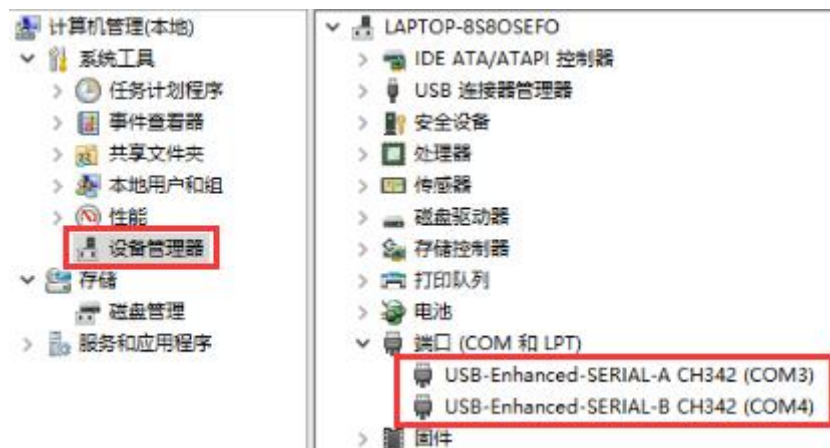 计算机管理(本地)
系统工具
任务计划程序
事件查看器
共享文件夹
本地用户和组
性能
设备管理器
存储
磁盘管理
服务和应用程序
LAPTOP-8S8OSEFO
IDE ATA/ATAPI 控制器
USB 连接器管理器
安全设备
处理器
传感器
磁盘驱动器
存储控制器
打印队列
电池
端口 (COM 和 LPT)
USB-Enhanced-SERIAL-A CH342 (COM3)
USB-Enhanced-SERIAL-B CH342 (COM4)
固件